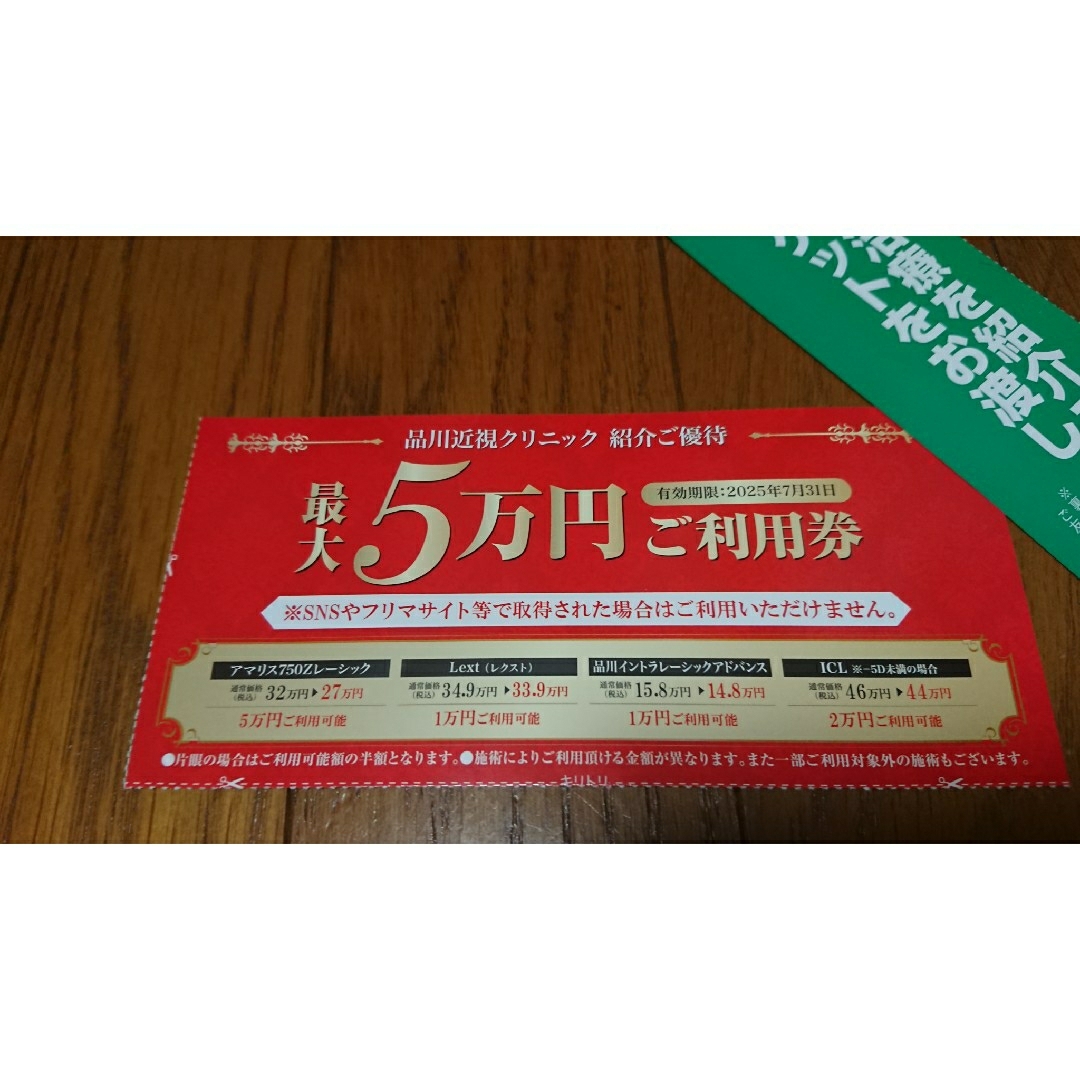 治療を紹介
ットをお渡し
品川近視クリニック 紹介ご優待
最大5万円ご利用券
有効期限:2025年7月31日
※SNSやフリマサイト等で取得された場合はご利用いただけません。
アマリス750Zレーシック
通常価格(税込) 32万円▶27万円
5万円ご利用可能
Lext(レクスト)
通常価格(税込) 34.9万円▶33.9万円
1万円ご利用可能
品川イントラレーシックアドバンス
通常価格(税込) 15.8万円▶14.8万円
1万円ご利用可能
ICL ※−5D未満の場合
通常価格(税込) 46万円▶44万円
2万円ご利用可能
●片眼の場合はご利用可能額の半額となります。●施術によりご利用頂ける金額が異なります。また一部ご利用対象外の施術もございます。
キリトリ